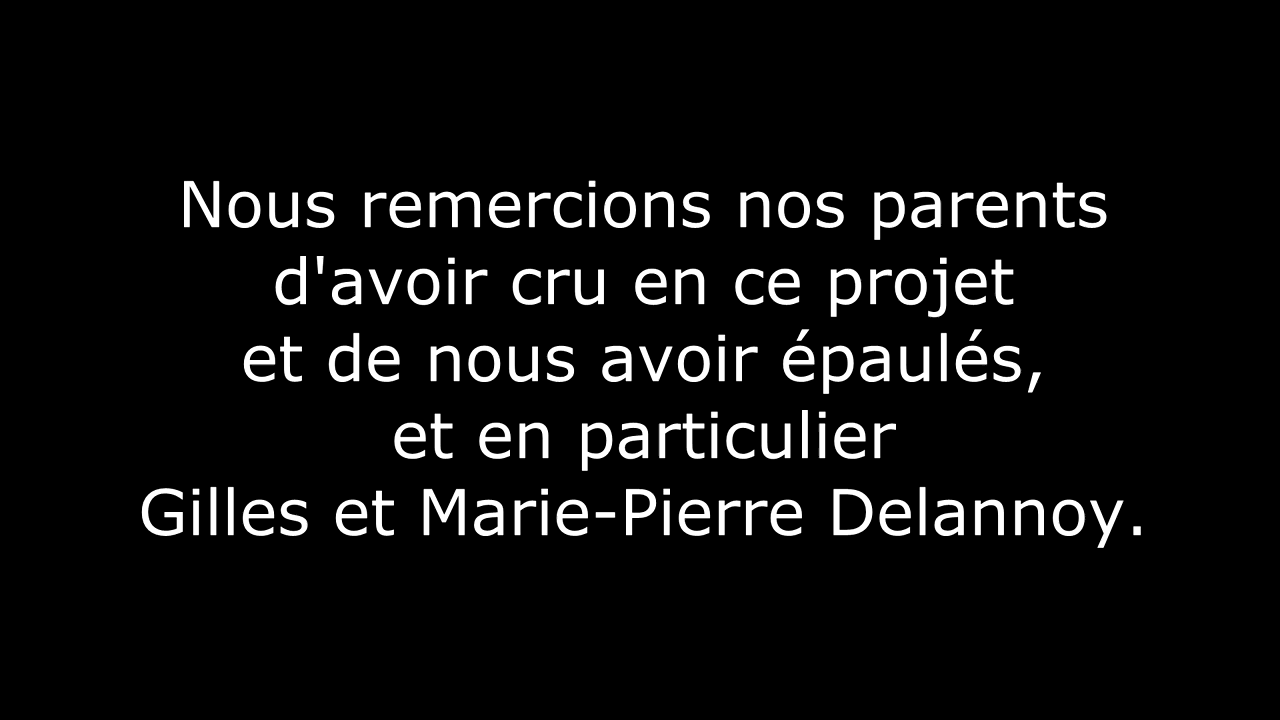 Nous remercions nos parents
d'avoir cru en ce projet
et de nous avoir épaulés,
et en particulier
Gilles et Marie-Pierre Delannoy.